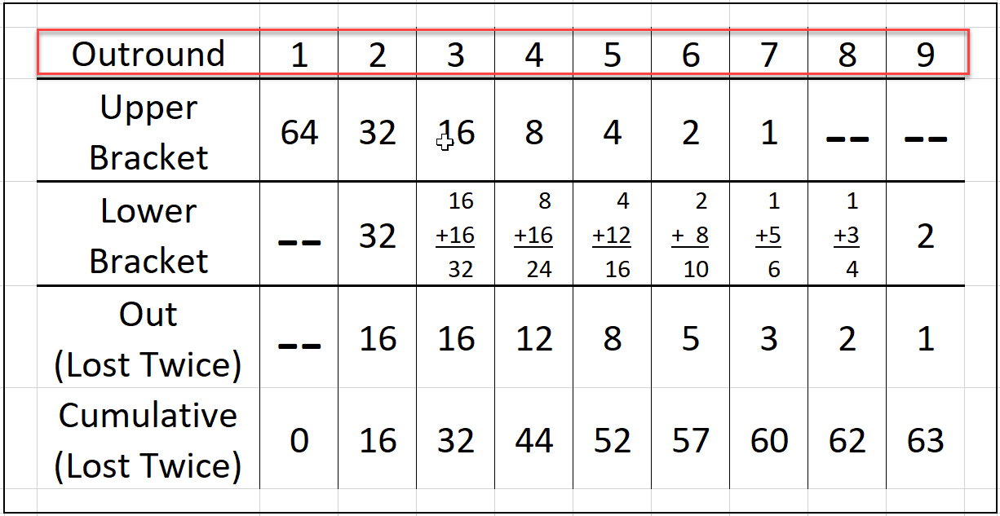 Outround 1 2 3 4 5 6 7 8 9
Upper
Bracket
64 32 16 8 4 2 1 -- --
Lower
Bracket
16 8 4 2 1 1
-- 32 +16 +16 +12 + 8 +5 +3 2
32 24 16 10 6 4
Out
(Lost Twice)
-- 16 16 12 8 5 3 2 1
Cumulative
(Lost Twice)
0 16 32 44 52 57 60 62 63